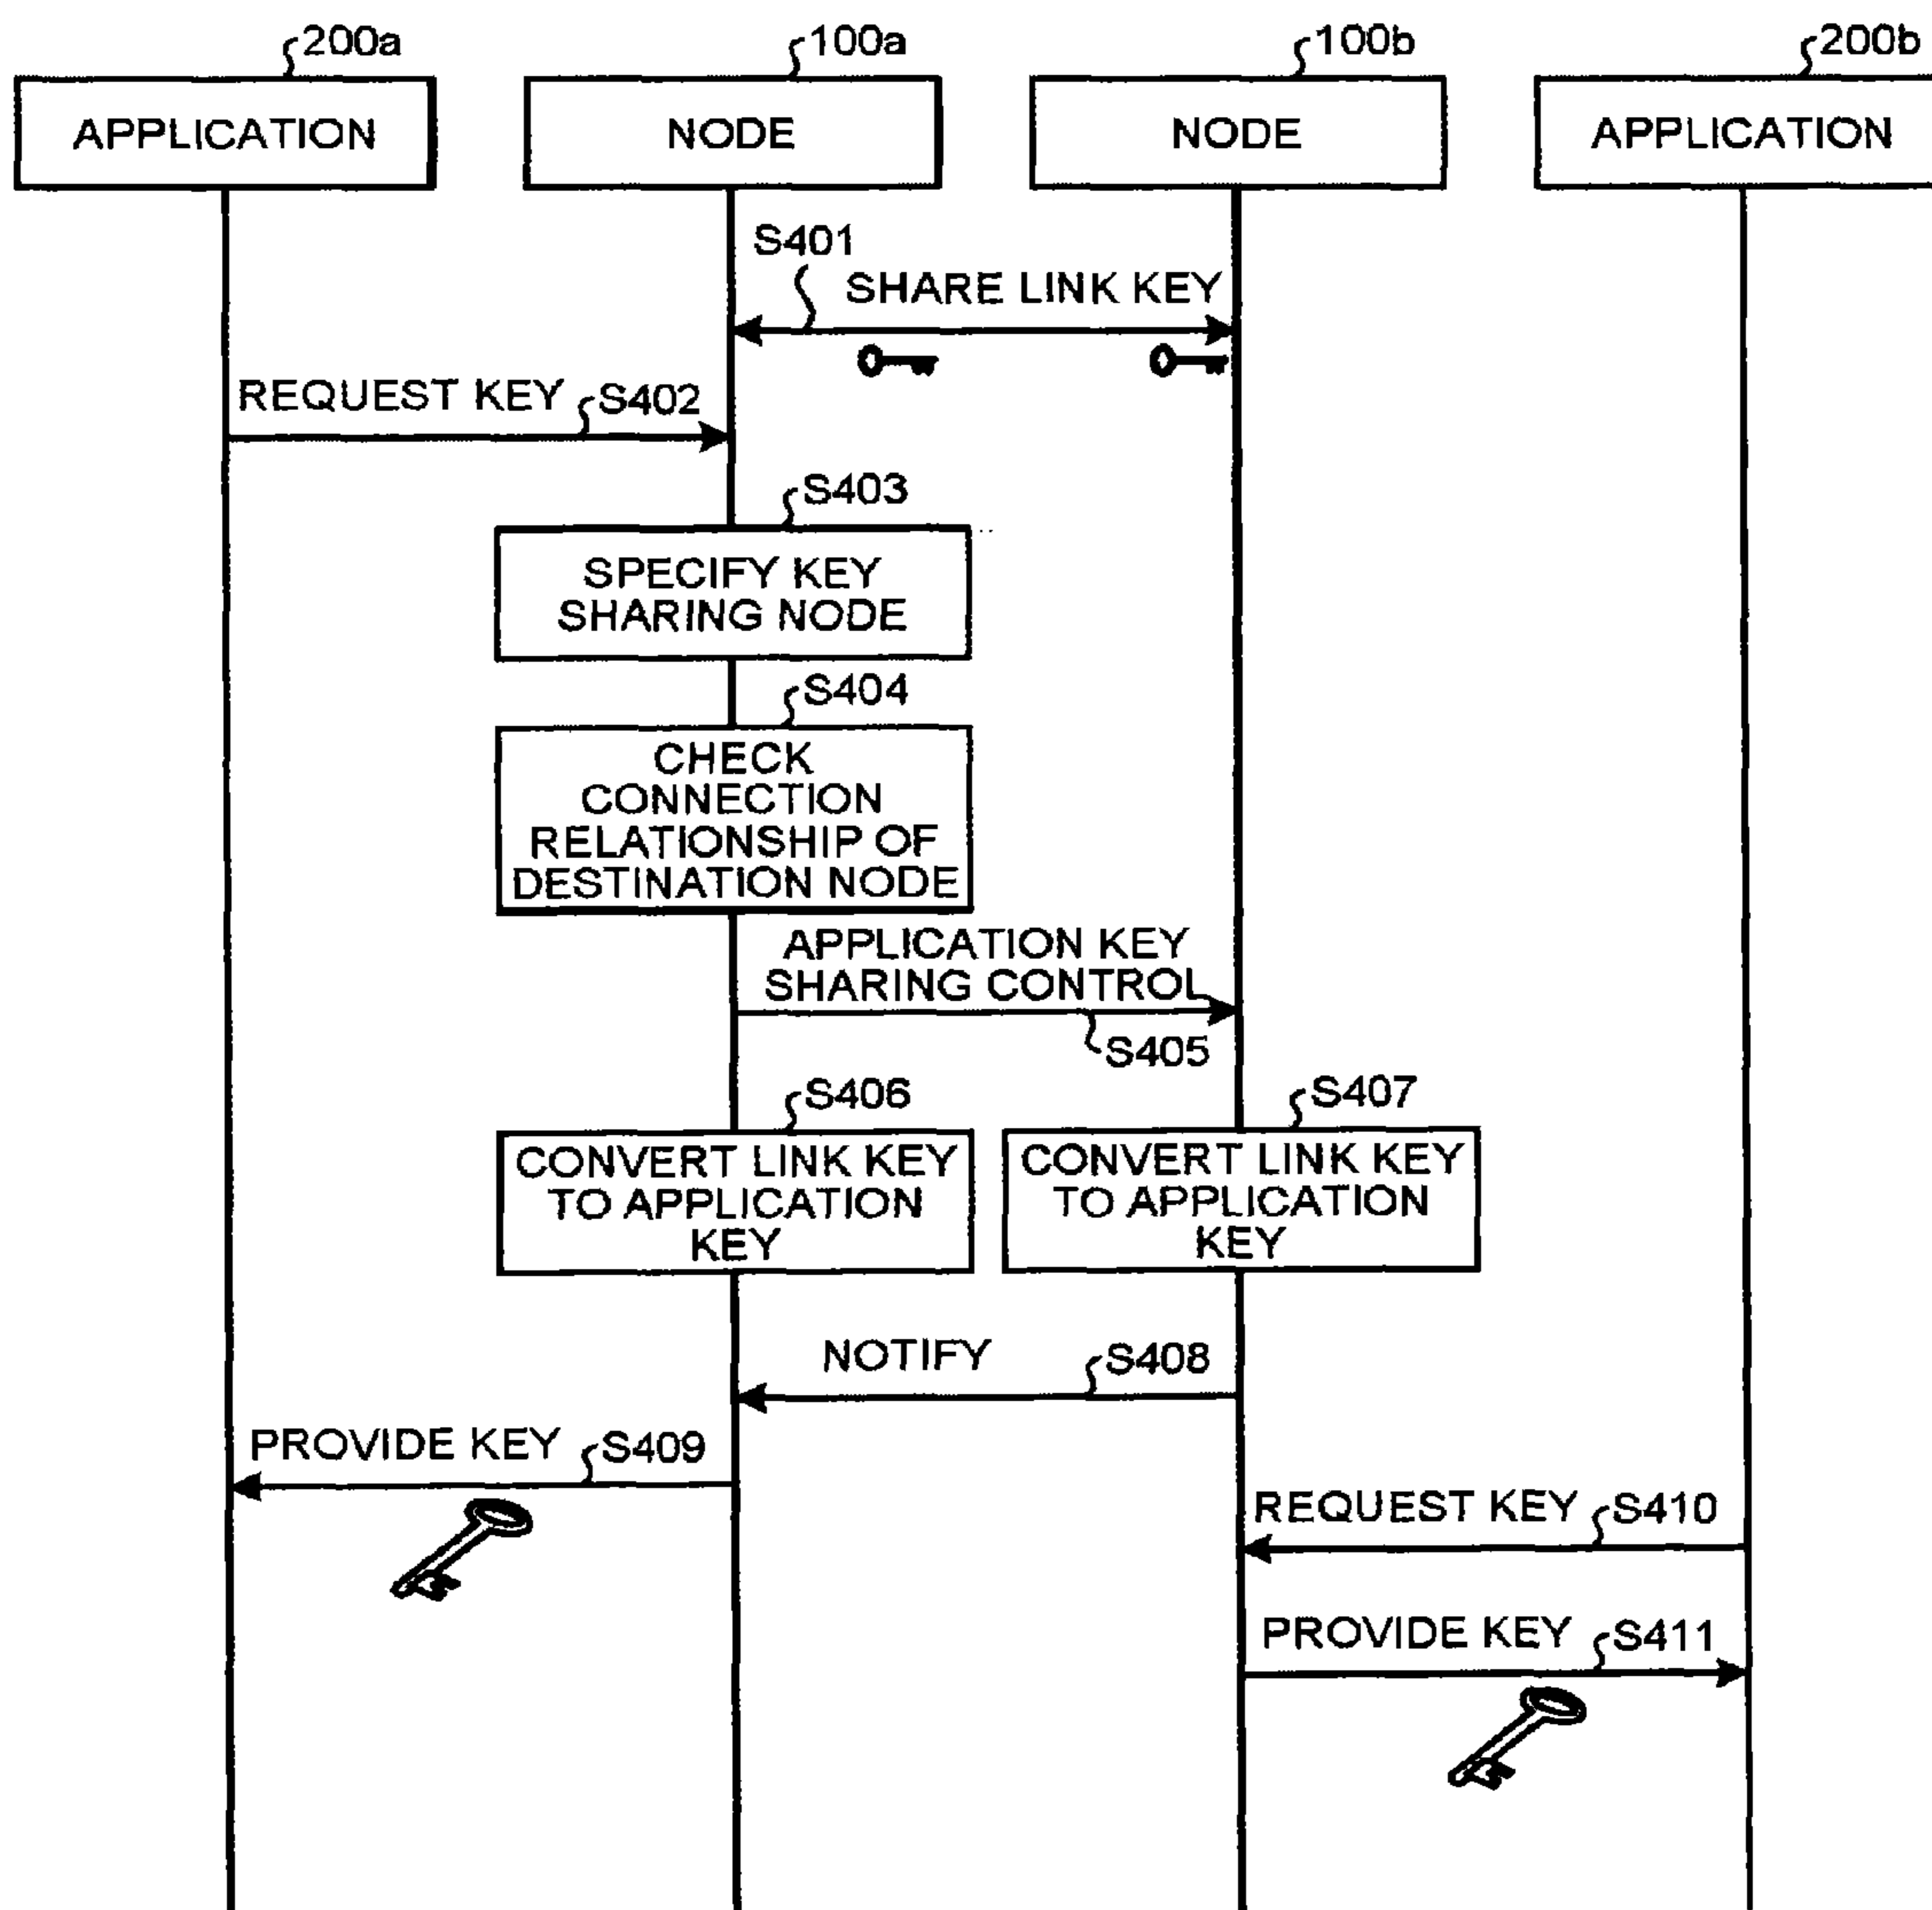 200a
100a
100b
200b
APPLICATION
NODE
NODE
APPLICATION
S401
SHARE LINK KEY
REQUEST KEY
S402
S403
SPECIFY KEY
SHARING NODE
S404
CHECK
CONNECTION
RELATIONSHIP OF
DESTINATION NODE
APPLICATION KEY
SHARING CONTROL
S405
S406
S407
CONVERT LINK KEY
TO APPLICATION
KEY
CONVERT LINK KEY
TO APPLICATION
KEY
NOTIFY
S408
PROVIDE KEY
S409
REQUEST KEY
S410
PROVIDE KEY
S411